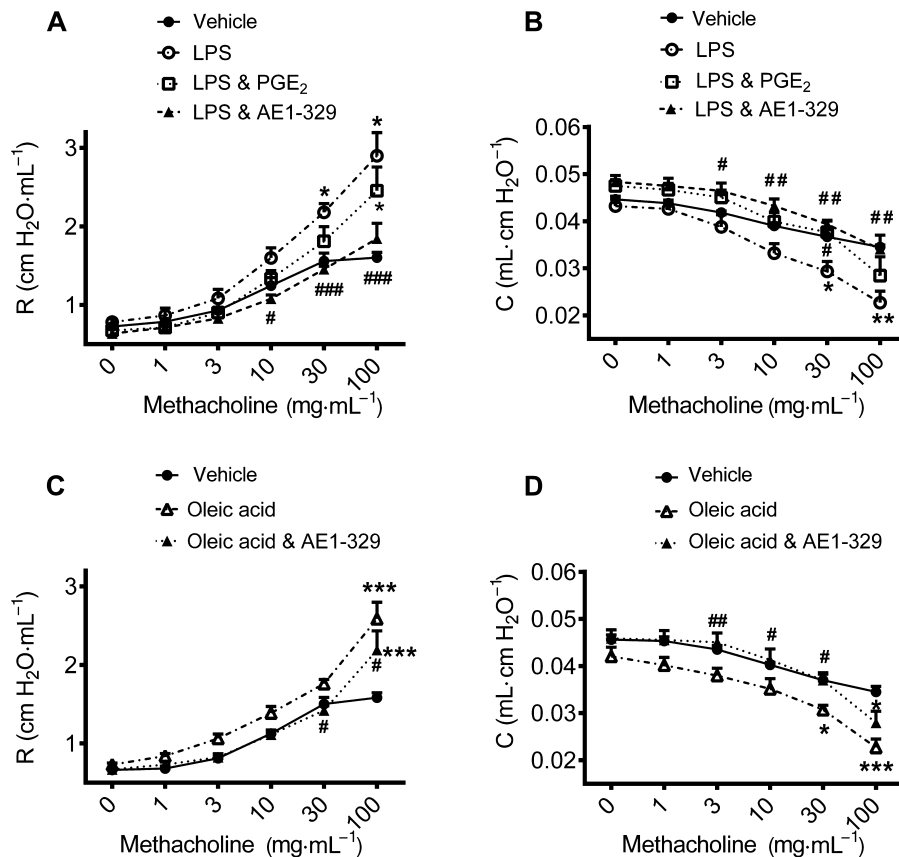 A
Vehicle
LPS
LPS & PGE₂
LPS & AE1-329
R (cm H₂O·mL⁻¹)
3
2
1
*
*
*
#
###
###
0
1
3
10
30
100
Methacholine (mg·mL⁻¹)
B
Vehicle
LPS
LPS & PGE₂
LPS & AE1-329
C (mL·cm H₂O⁻¹)
0.06
0.05
0.04
0.03
0.02
#
##
##
##
#
*
**
0
1
3
10
30
100
Methacholine (mg·mL⁻¹)
C
Vehicle
Oleic acid
Oleic acid & AE1-329
R (cm H₂O·mL⁻¹)
3
2
1
***
***
#
#
0
1
3
10
30
100
Methacholine (mg·mL⁻¹)
D
Vehicle
Oleic acid
Oleic acid & AE1-329
C (mL·cm H₂O⁻¹)
0.06
0.05
0.04
0.03
0.02
##
#
#
*
*
***
0
1
3
10
30
100
Methacholine (mg·mL⁻¹)